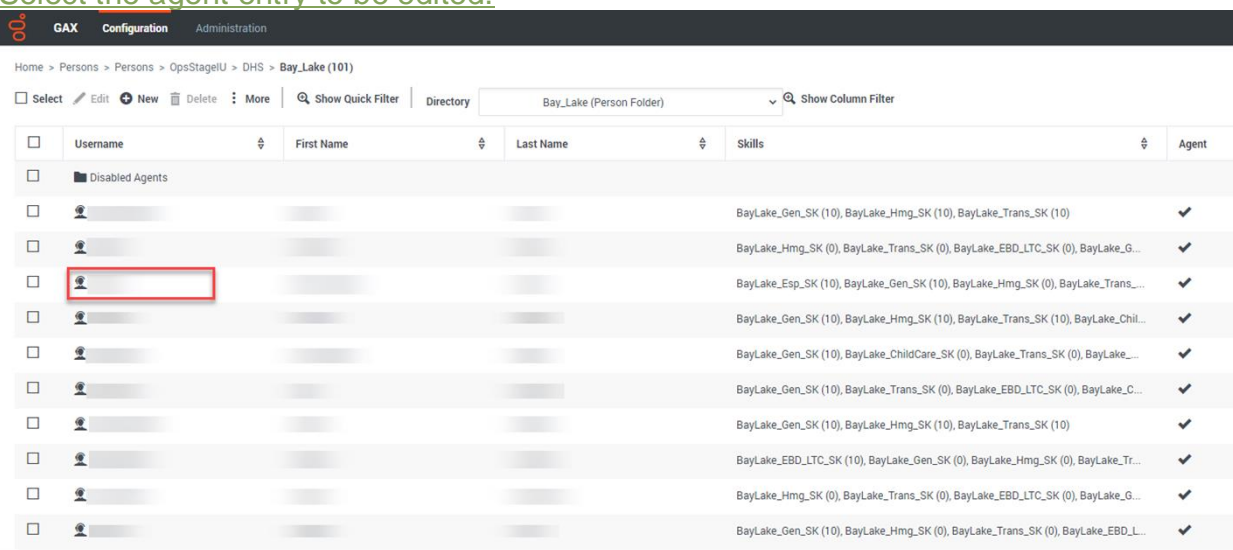 Select the agent entry to be edited.
GAX Configuration Administration
Home > Persons > Persons > OpsStageIU > DHS > Bay_Lake (101)
Select Edit New Delete More Show Quick Filter Directory Bay_Lake (Person Folder) Show Column Filter
Username First Name Last Name Skills Agent
Disabled Agents
BayLake_Gen_SK (10), BayLake_Hmg_SK (10), BayLake_Trans_SK (10)
BayLake_Hmg_SK (0), BayLake_Trans_SK (0), BayLake_EBD_LTC_SK (0), BayLake_G...
BayLake_Esp_SK (10), BayLake_Gen_SK (10), BayLake_Hmg_SK (0), BayLake_Trans_...
BayLake_Gen_SK (10), BayLake_Hmg_SK (10), BayLake_Trans_SK (10), BayLake_Chil...
BayLake_Gen_SK (10), BayLake_ChildCare_SK (0), BayLake_Trans_SK (0), BayLake_...
BayLake_Gen_SK (10), BayLake_Trans_SK (0), BayLake_EBD_LTC_SK (0), BayLake_C...
BayLake_Gen_SK (10), BayLake_Hmg_SK (10), BayLake_Trans_SK (10)
BayLake_EBD_LTC_SK (10), BayLake_Gen_SK (0), BayLake_Hmg_SK (0), BayLake_Tr...
BayLake_Hmg_SK (0), BayLake_Trans_SK (0), BayLake_EBD_LTC_SK (0), BayLake_G...
BayLake_Gen_SK (10), BayLake_Hmg_SK (0), BayLake_Trans_SK (0), BayLake_EBD_L...